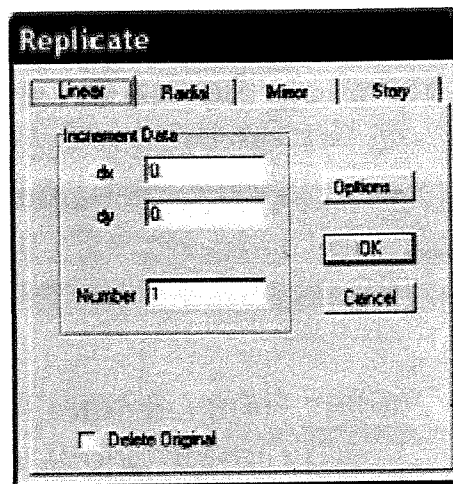 Replicate
Linear Radial Mirror Story
Increment Data
dx 0.
dy 0.
Options...
OK
Number 1
Cancel
Delete Original